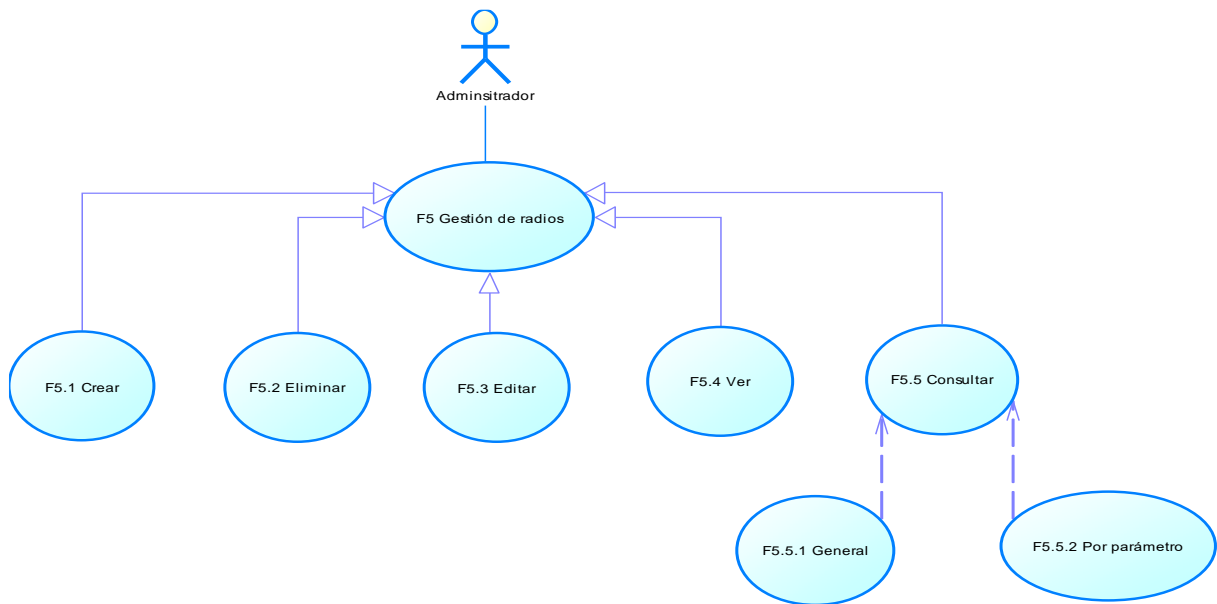 Adminsitrador
F5 Gestión de radios
F5.1 Crear
F5.2 Eliminar
F5.3 Editar
F5.4 Ver
F5.5 Consultar
F5.5.1 General
F5.5.2 Por parámetro